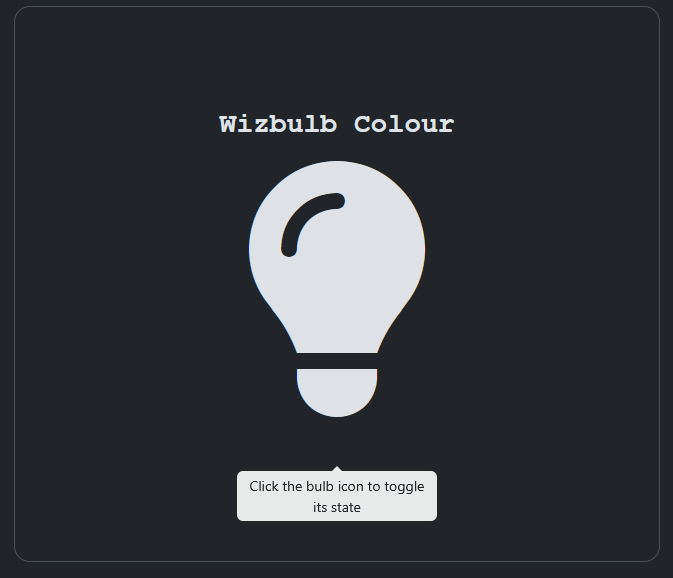 Wizbulb Colour
Click the bulb icon to toggle
its state